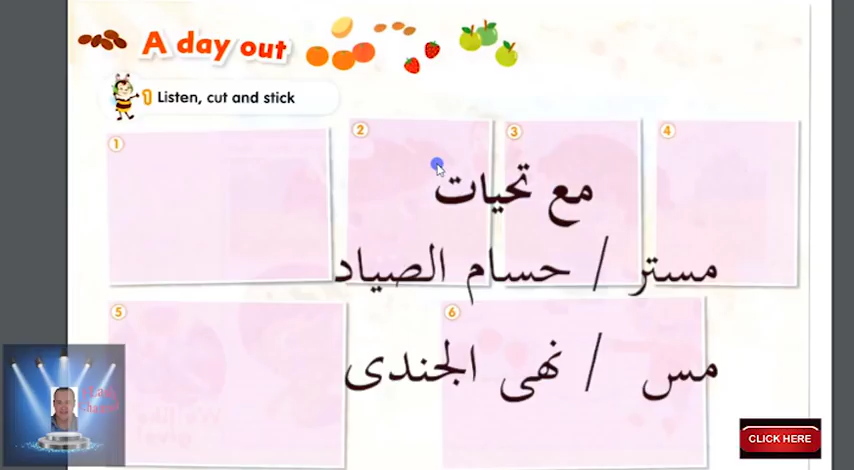 A day out
1 Listen, cut and stick
1
2
3
4
مع تحيات
مستر / حسام الصياد
5
6
مس / نهى الجندى
CLICK HERE